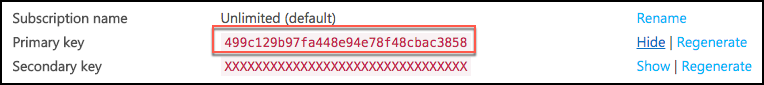 Subscription name Unlimited (default) Rename
Primary key 499c129b97fa448e94e78f48cbac3858 Hide | Regenerate
Secondary key XXXXXXXXXXXXXXXXXXXXXXXXXXXXXXXX Show | Regenerate